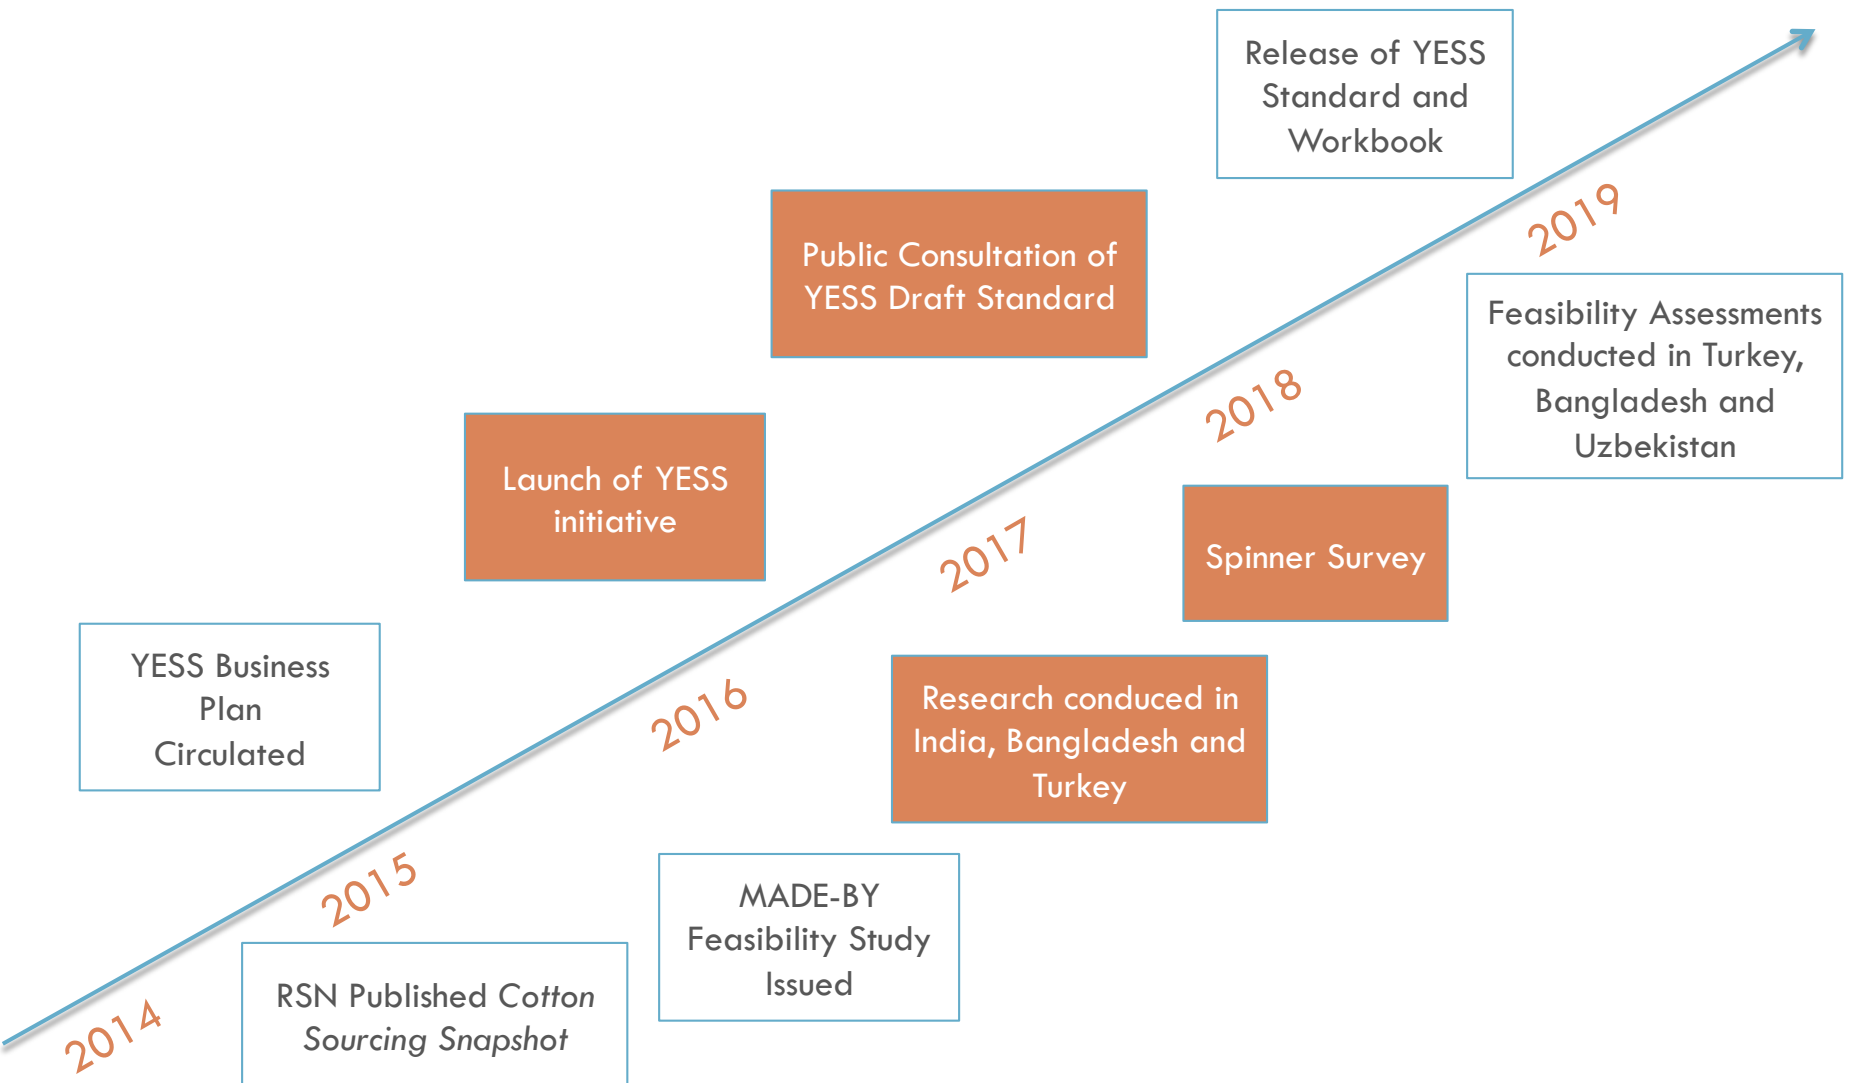 Release of YESS
Standard and
Workbook
2019
Public Consultation of
YESS Draft Standard
Feasibility Assessments
conducted in Turkey,
Bangladesh and
Uzbekistan
2018
Launch of YESS
initiative
2017
Spinner Survey
YESS Business
Plan
Circulated
2016
Research conduced in
India, Bangladesh and
Turkey
2015
MADE-BY
Feasibility Study
Issued
RSN Published Cotton
Sourcing Snapshot
2014